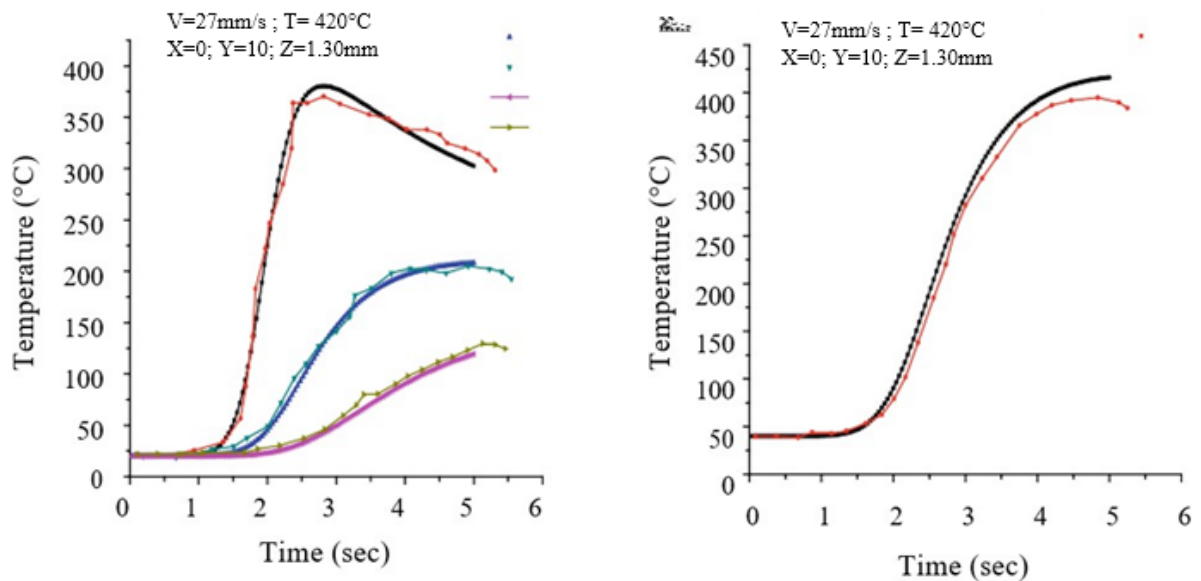 V=27mm/s ; T= 420°C
X=0; Y=10; Z=1.30mm
400
350
300
250
200
150
100
50
0
Temperature (°C)
0 1 2 3 4 5 6
Time (sec)
V=27mm/s ; T= 420°C
X=0; Y=10; Z=1.30mm
450
400
350
300
250
200
150
100
50
0
Temperature (°C)
0 1 2 3 4 5 6
Time (sec)